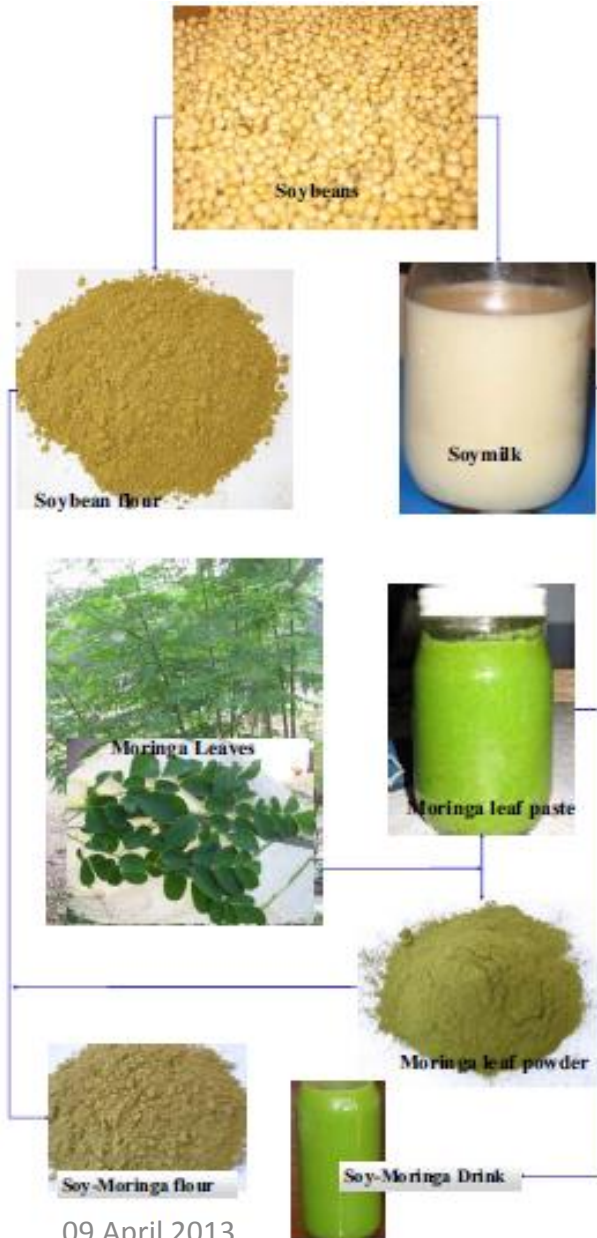 Soybeans
Soybean flour
Soymilk
Moringa Leaves
Moringa leaf paste
Moringa leaf powder
Soy-Moringa flour
Soy-Moringa Drink
09 April 2013